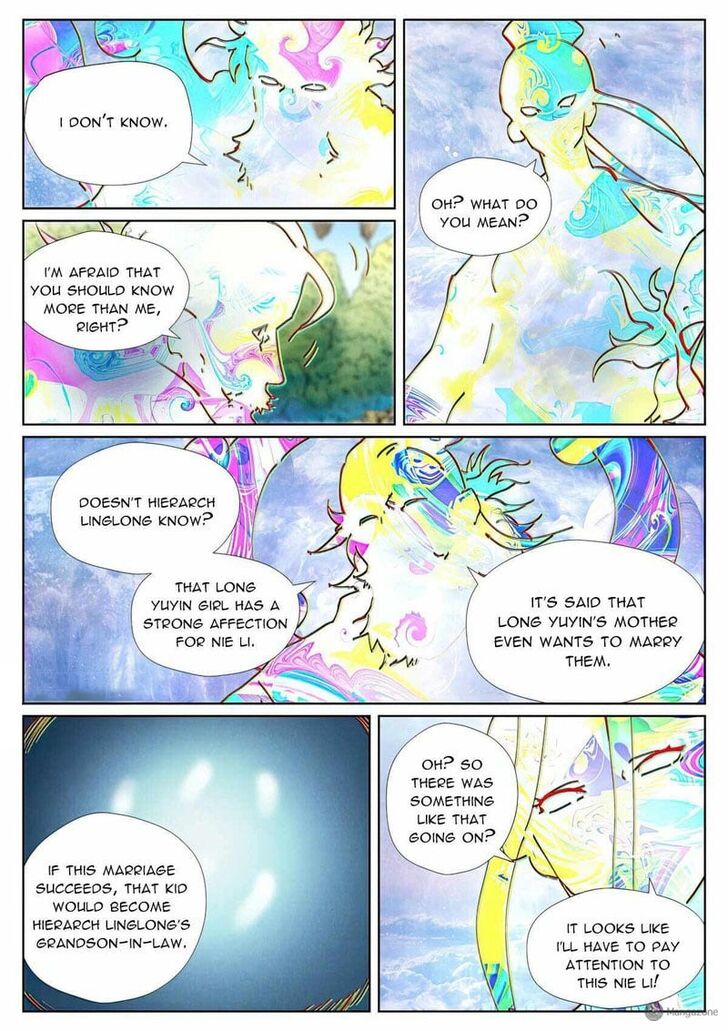 I DON'T KNOW.
OH? WHAT DO
YOU MEAN?
I'M AFRAID THAT
YOU SHOULD KNOW
MORE THAN ME,
RIGHT?
DOESN'T HIERARCH
LINGLONG KNOW?
THAT LONG
YUYIN GIRL HAS A
STRONG AFFECTION
FOR NIE LI.
IT'S SAID THAT
LONG YUYIN'S MOTHER
EVEN WANTS TO MARRY
THEM.
IF THIS MARRIAGE
SUCCEEDS, THAT KID
WOULD BECOME
HIERARCH LINGLONG'S
GRANDSON-IN-LAW.
OH? SO
THERE WAS
SOMETHING
LIKE THAT
GOING ON?
IT LOOKS LIKE
I'LL HAVE TO PAY
ATTENTION TO
THIS NIE LI!
Mangazone